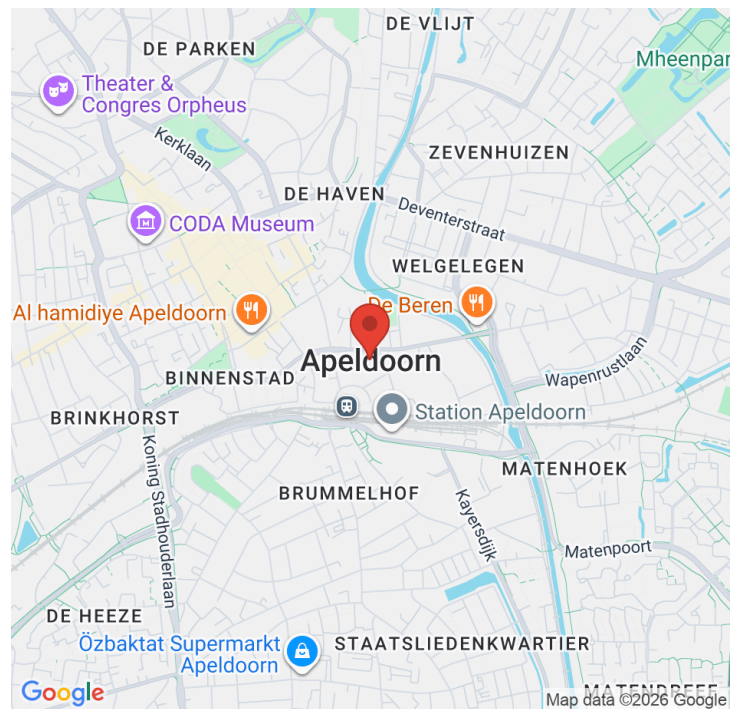 DE VLIJT
DE PARKEN
Mheenpar
Theater &
Congres Orpheus
Kerklaan
ZEVENHUIZEN
DE HAVEN
Deventerstraat
CODA Museum
WELGELEGEN
Al hamidiye Apeldoorn
De Beren
Apeldoorn
Wapenrustlaan
BINNENSTAD
Station Apeldoorn
BRINKHORST
Koning Stadhouderlaan
MATENHOEK
BRUMMELHOF
Kayersdijk
Matenpoort
DE HEEZE
Özbaktat Supermarkt
Apeldoorn
STAATSLIEDENKWARTIER
MATENDREEF
Google
Map data ©2026 Google